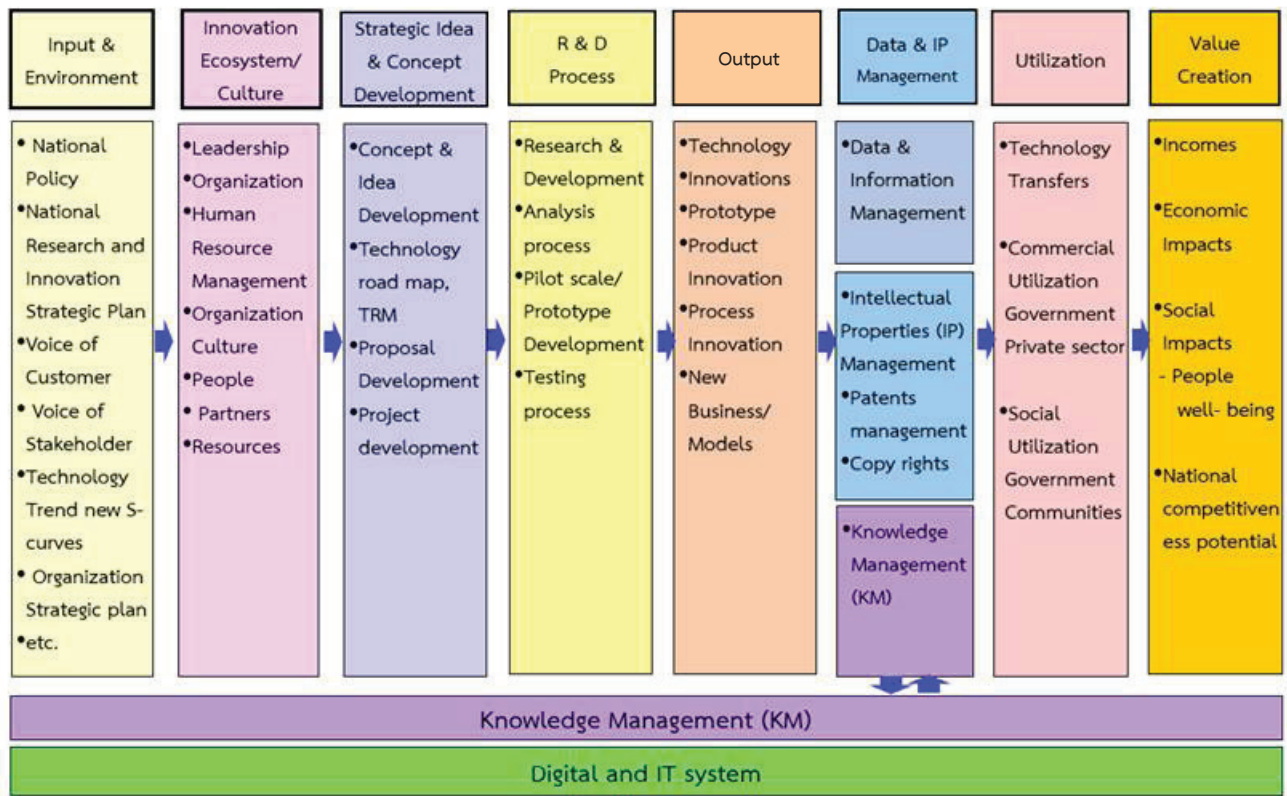 Input &
Environment
Innovation
Ecosystem/
Culture
Strategic Idea
& Concept
Development
R & D
Process
Output
Data & IP
Management
Utilization
Value
Creation
• National
Policy
•National
Research and
Innovation
Strategic Plan
•Voice of
Customer
• Voice of
Stakeholder
•Technology
Trend new S-
curves
• Organization
Strategic plan
•etc.
•Leadership
•Organization
•Human
Resource
Management
•Organization
Culture
•People
• Partners
•Resources
•Concept &
Idea
Development
•Technology
road map,
TRM
•Proposal
Development
•Project
development
•Research &
Development
•Analysis
process
•Pilot scale/
Prototype
Development
•Testing
process
•Technology
•Innovations
•Prototype
•Product
Innovation
•Process
Innovation
•New
Business/
Models
•Data &
Information
Management
•Intellectual
Properties (IP)
Management
•Patents
management
•Copy rights
•Knowledge
Management
(KM)
•Technology
Transfers
•Commercial
Utilization
Government
Private sector
•Social
Utilization
Government
Communities
•Incomes
•Economic
Impacts
•Social
Impacts
- People
well- being
•National
competitiven
ess potential
Knowledge Management (KM)
Digital and IT system